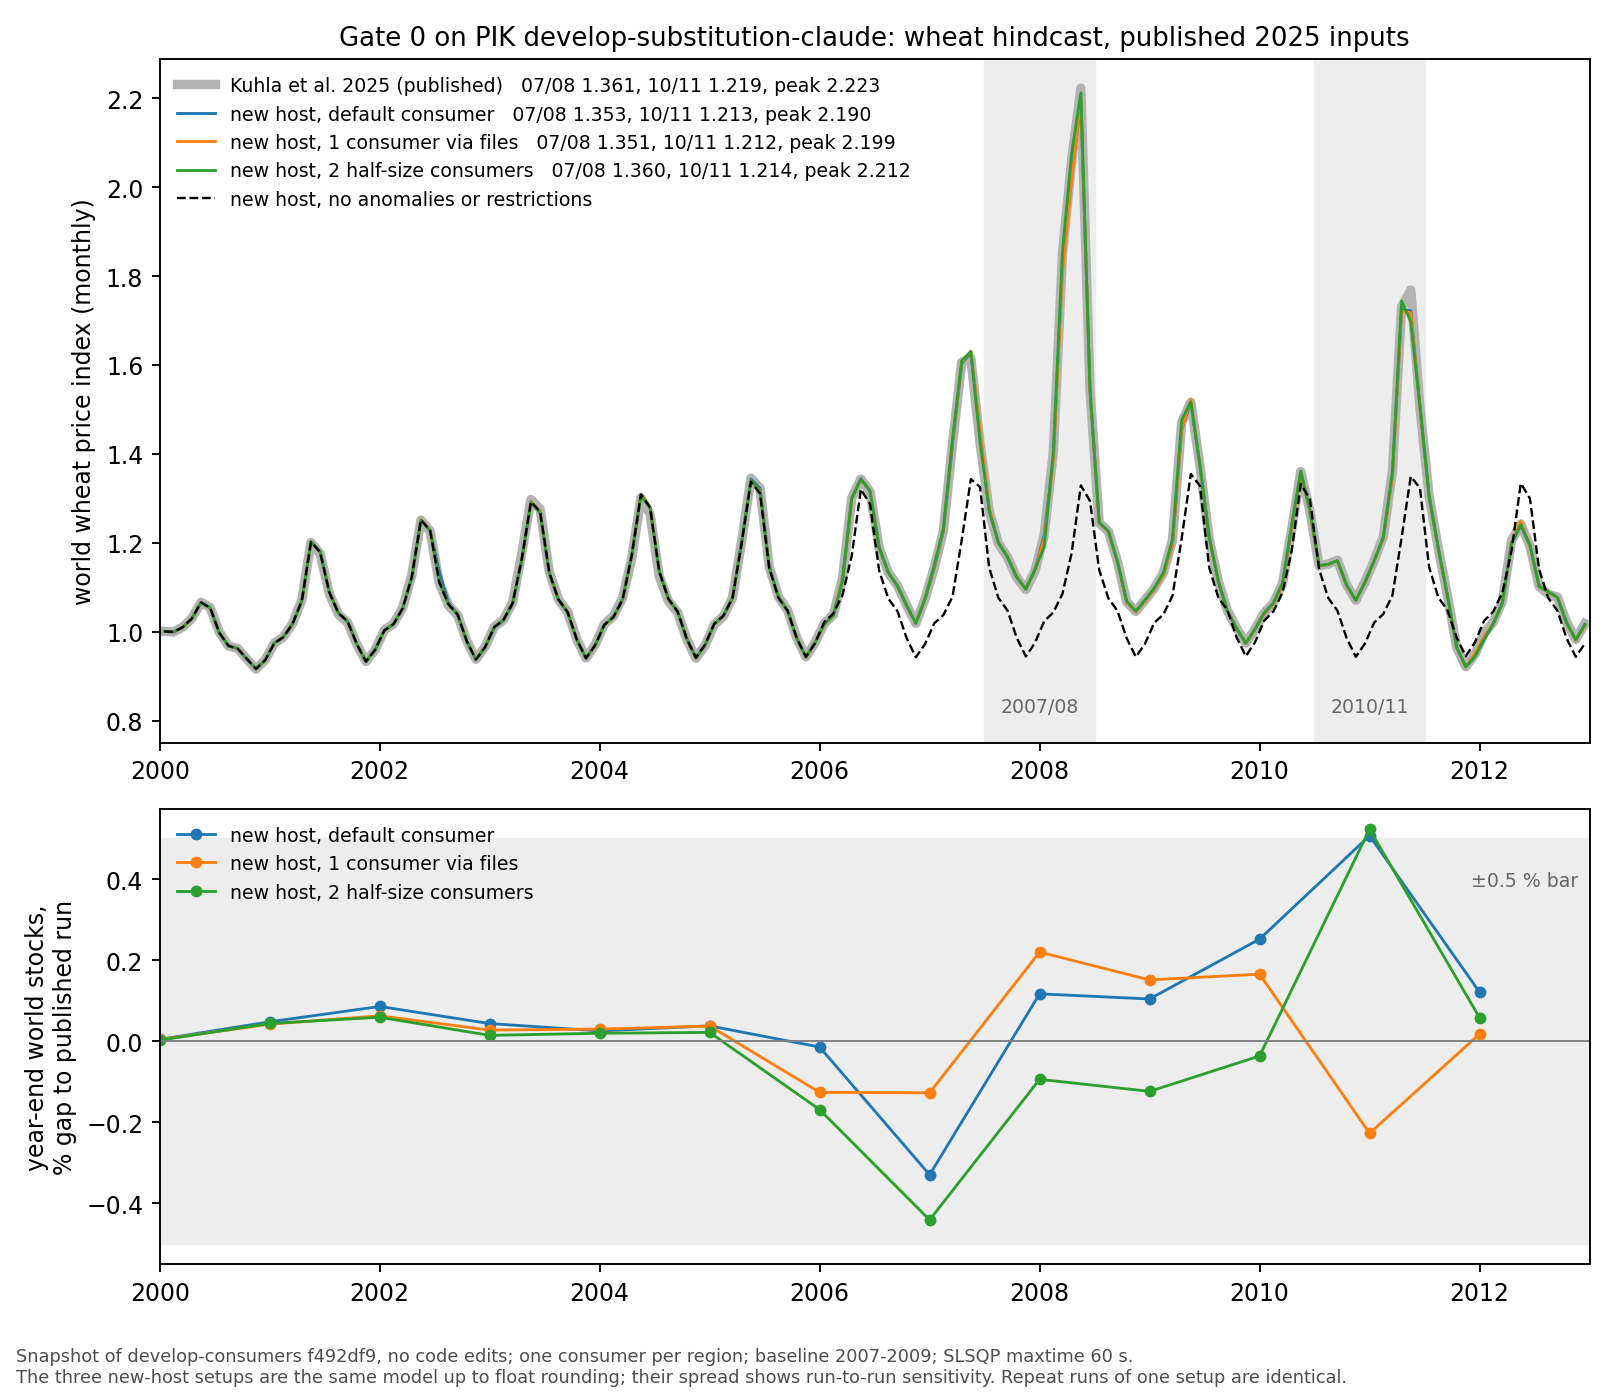 Gate 0 on PIK develop-substitution-claude: wheat hindcast, published 2025 inputs
world wheat price index (monthly)
2.2
2.0
1.8
1.6
1.4
1.2
1.0
0.8
Kuhla et al. 2025 (published)   07/08 1.361, 10/11 1.219, peak 2.223
new host, default consumer   07/08 1.353, 10/11 1.213, peak 2.190
new host, 1 consumer via files   07/08 1.351, 10/11 1.212, peak 2.199
new host, 2 half-size consumers   07/08 1.360, 10/11 1.214, peak 2.212
new host, no anomalies or restrictions
2007/08
2010/11
2000
2002
2004
2006
2008
2010
2012
year-end world stocks,
% gap to published run
0.4
0.2
0.0
−0.2
−0.4
new host, default consumer
new host, 1 consumer via files
new host, 2 half-size consumers
±0.5 % bar
2000
2002
2004
2006
2008
2010
2012
Snapshot of develop-consumers f492df9, no code edits; one consumer per region; baseline 2007-2009; SLSQP maxtime 60 s.
The three new-host setups are the same model up to float rounding; their spread shows run-to-run sensitivity. Repeat runs of one setup are identical.